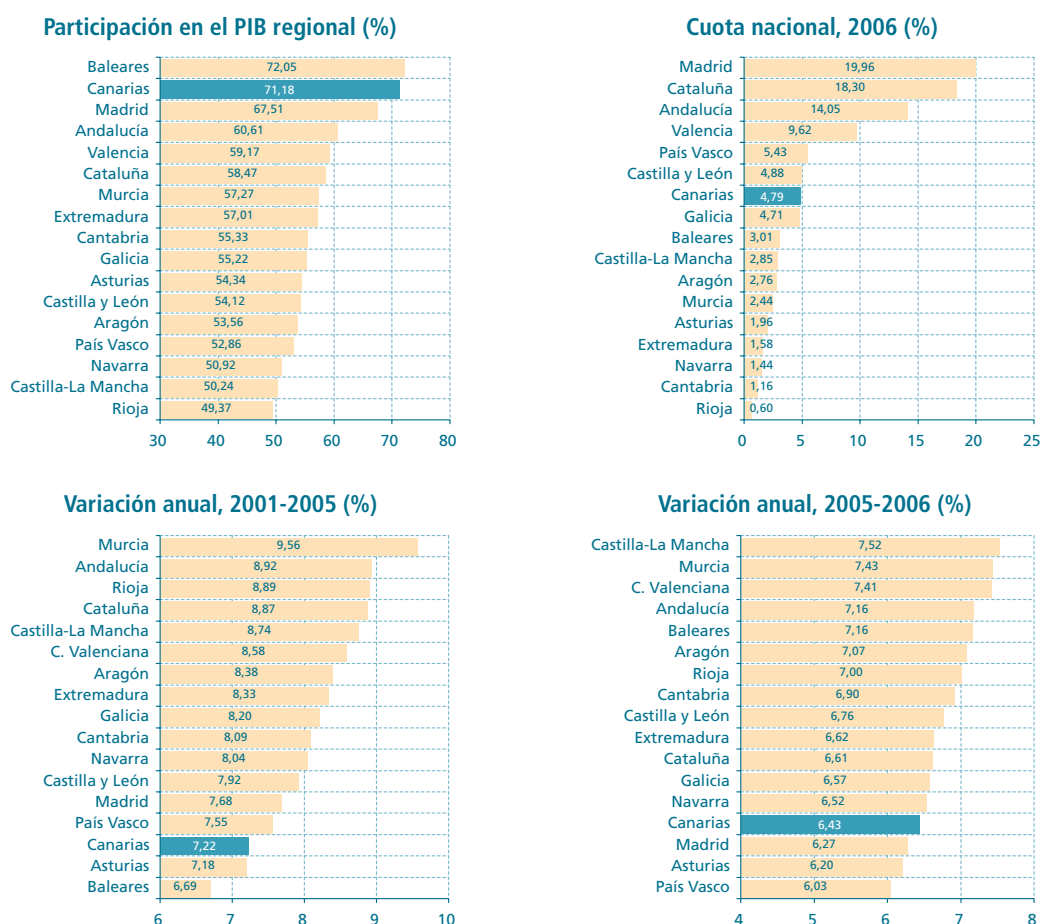 Participación en el PIB regional (%)
Baleares 72,05
Canarias 71,18
Madrid 67,51
Andalucía 60,61
Valencia 59,17
Cataluña 58,47
Murcia 57,27
Extremadura 57,01
Cantabria 55,33
Galicia 55,22
Asturias 54,34
Castilla y León 54,12
Aragón 53,56
País Vasco 52,86
Navarra 50,92
Castilla-La Mancha 50,24
Rioja 49,37
30 40 50 60 70 80
Cuota nacional, 2006 (%)
Madrid 19,96
Cataluña 18,30
Andalucía 14,05
Valencia 9,62
País Vasco 5,43
Castilla y León 4,88
Canarias 4,79
Galicia 4,71
Baleares 3,01
Castilla-La Mancha 2,85
Aragón 2,76
Murcia 2,44
Asturias 1,96
Extremadura 1,58
Navarra 1,44
Cantabria 1,16
Rioja 0,60
0 5 10 15 20 25
Variación anual, 2001-2005 (%)
Murcia 9,56
Andalucía 8,92
Rioja 8,89
Cataluña 8,87
Castilla-La Mancha 8,74
C. Valenciana 8,58
Aragón 8,38
Extremadura 8,33
Galicia 8,20
Cantabria 8,09
Navarra 8,04
Castilla y León 7,92
Madrid 7,68
País Vasco 7,55
Canarias 7,22
Asturias 7,18
Baleares 6,69
6 7 8 9 10
Variación anual, 2005-2006 (%)
Castilla-La Mancha 7,52
Murcia 7,43
C. Valenciana 7,41
Andalucía 7,16
Baleares 7,16
Aragón 7,07
Rioja 7,00
Cantabria 6,90
Castilla y León 6,76
Extremadura 6,62
Cataluña 6,61
Galicia 6,57
Navarra 6,52
Canarias 6,43
Madrid 6,27
Asturias 6,20
País Vasco 6,03
4 5 6 7 8